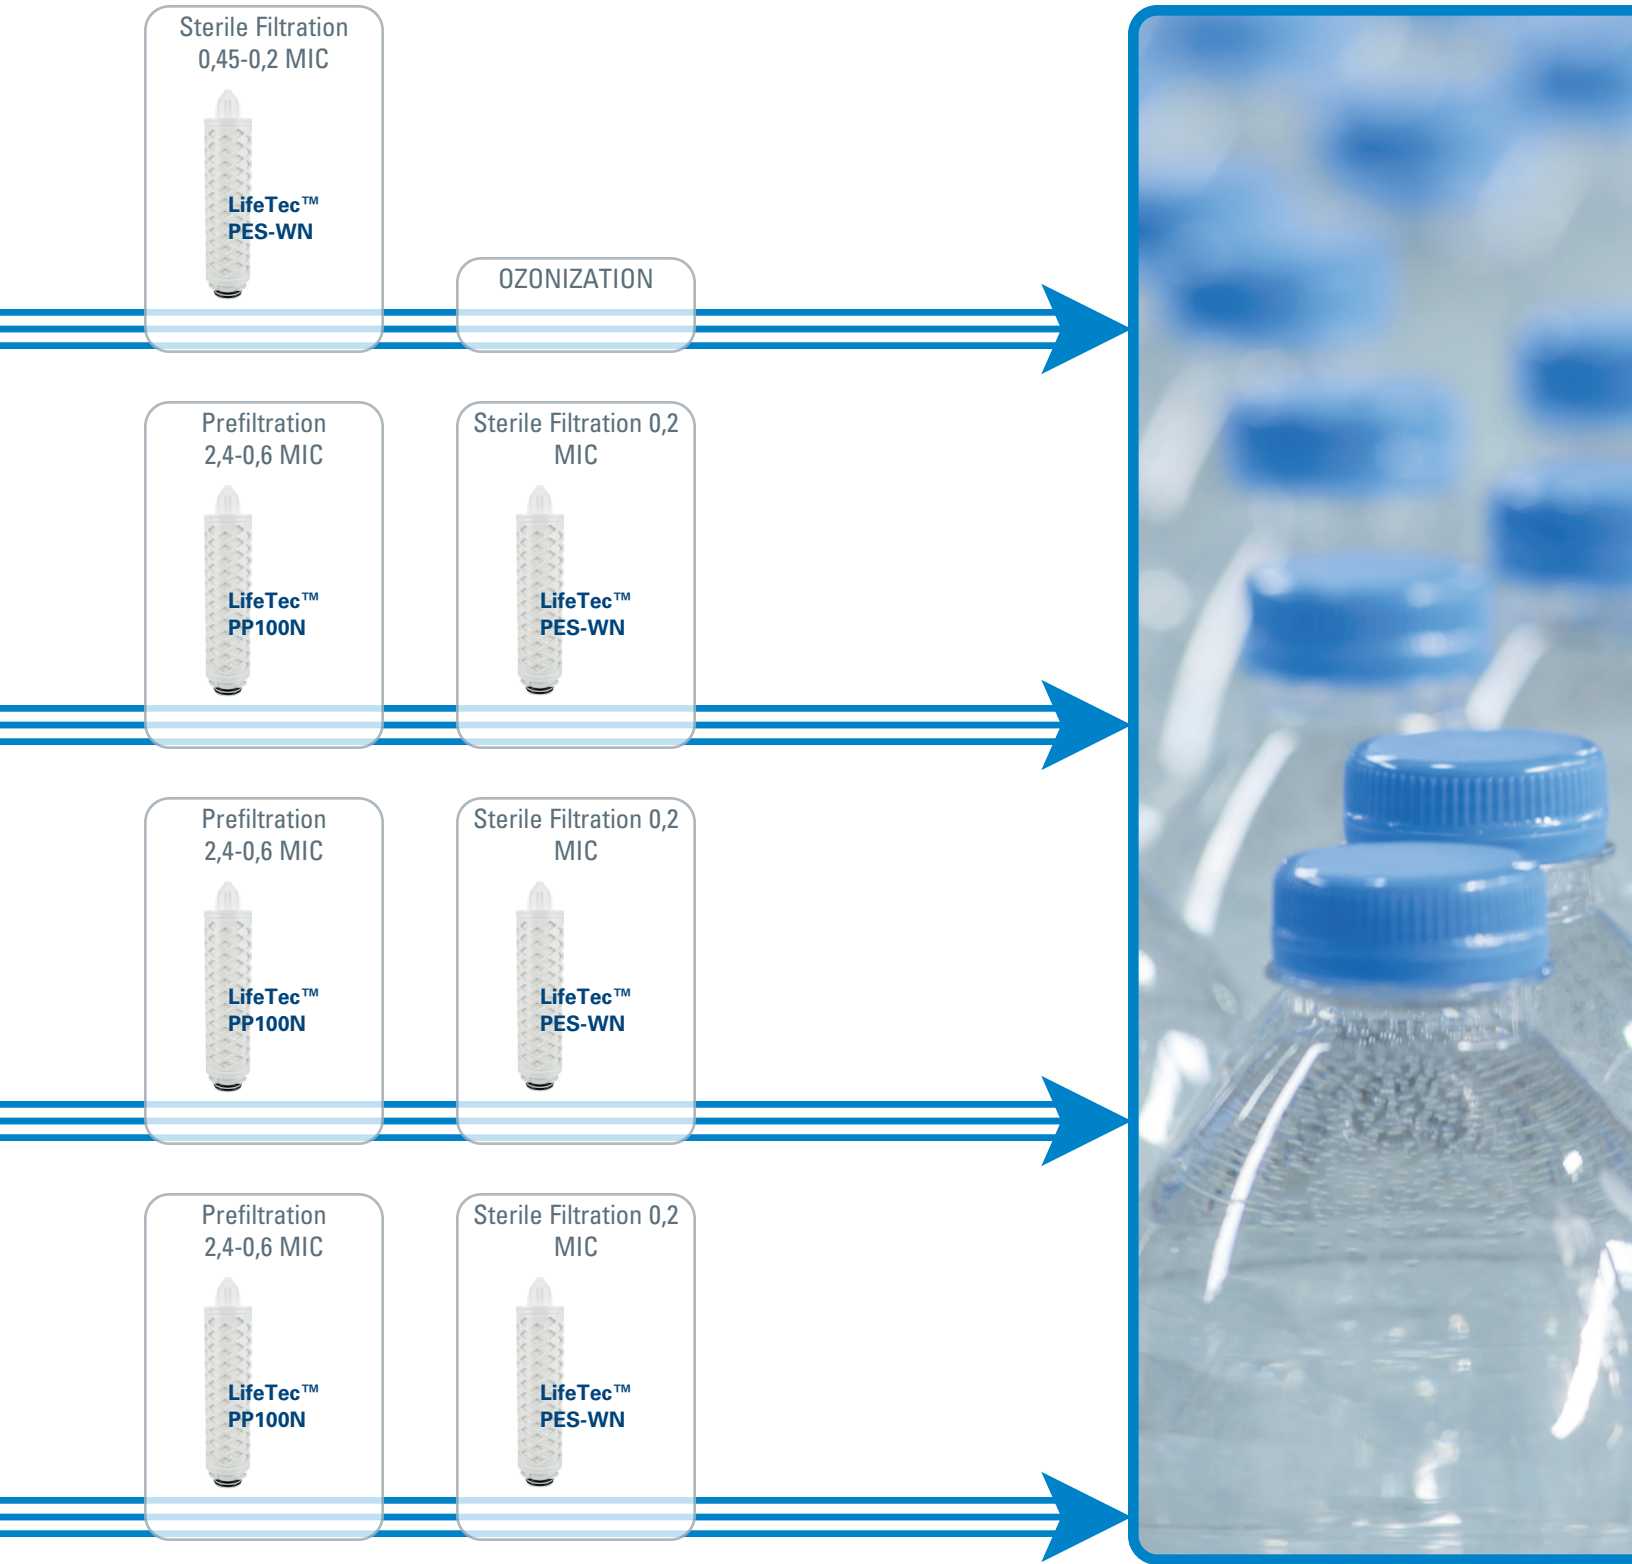 Sterile Filtration
0,45-0,2 MIC
LifeTec™
PES-WN
OZONIZATION
Prefiltration
2,4-0,6 MIC
LifeTec™
PP100N
Sterile Filtration 0,2
MIC
LifeTec™
PES-WN
Prefiltration
2,4-0,6 MIC
LifeTec™
PP100N
Sterile Filtration 0,2
MIC
LifeTec™
PES-WN
Prefiltration
2,4-0,6 MIC
LifeTec™
PP100N
Sterile Filtration 0,2
MIC
LifeTec™
PES-WN